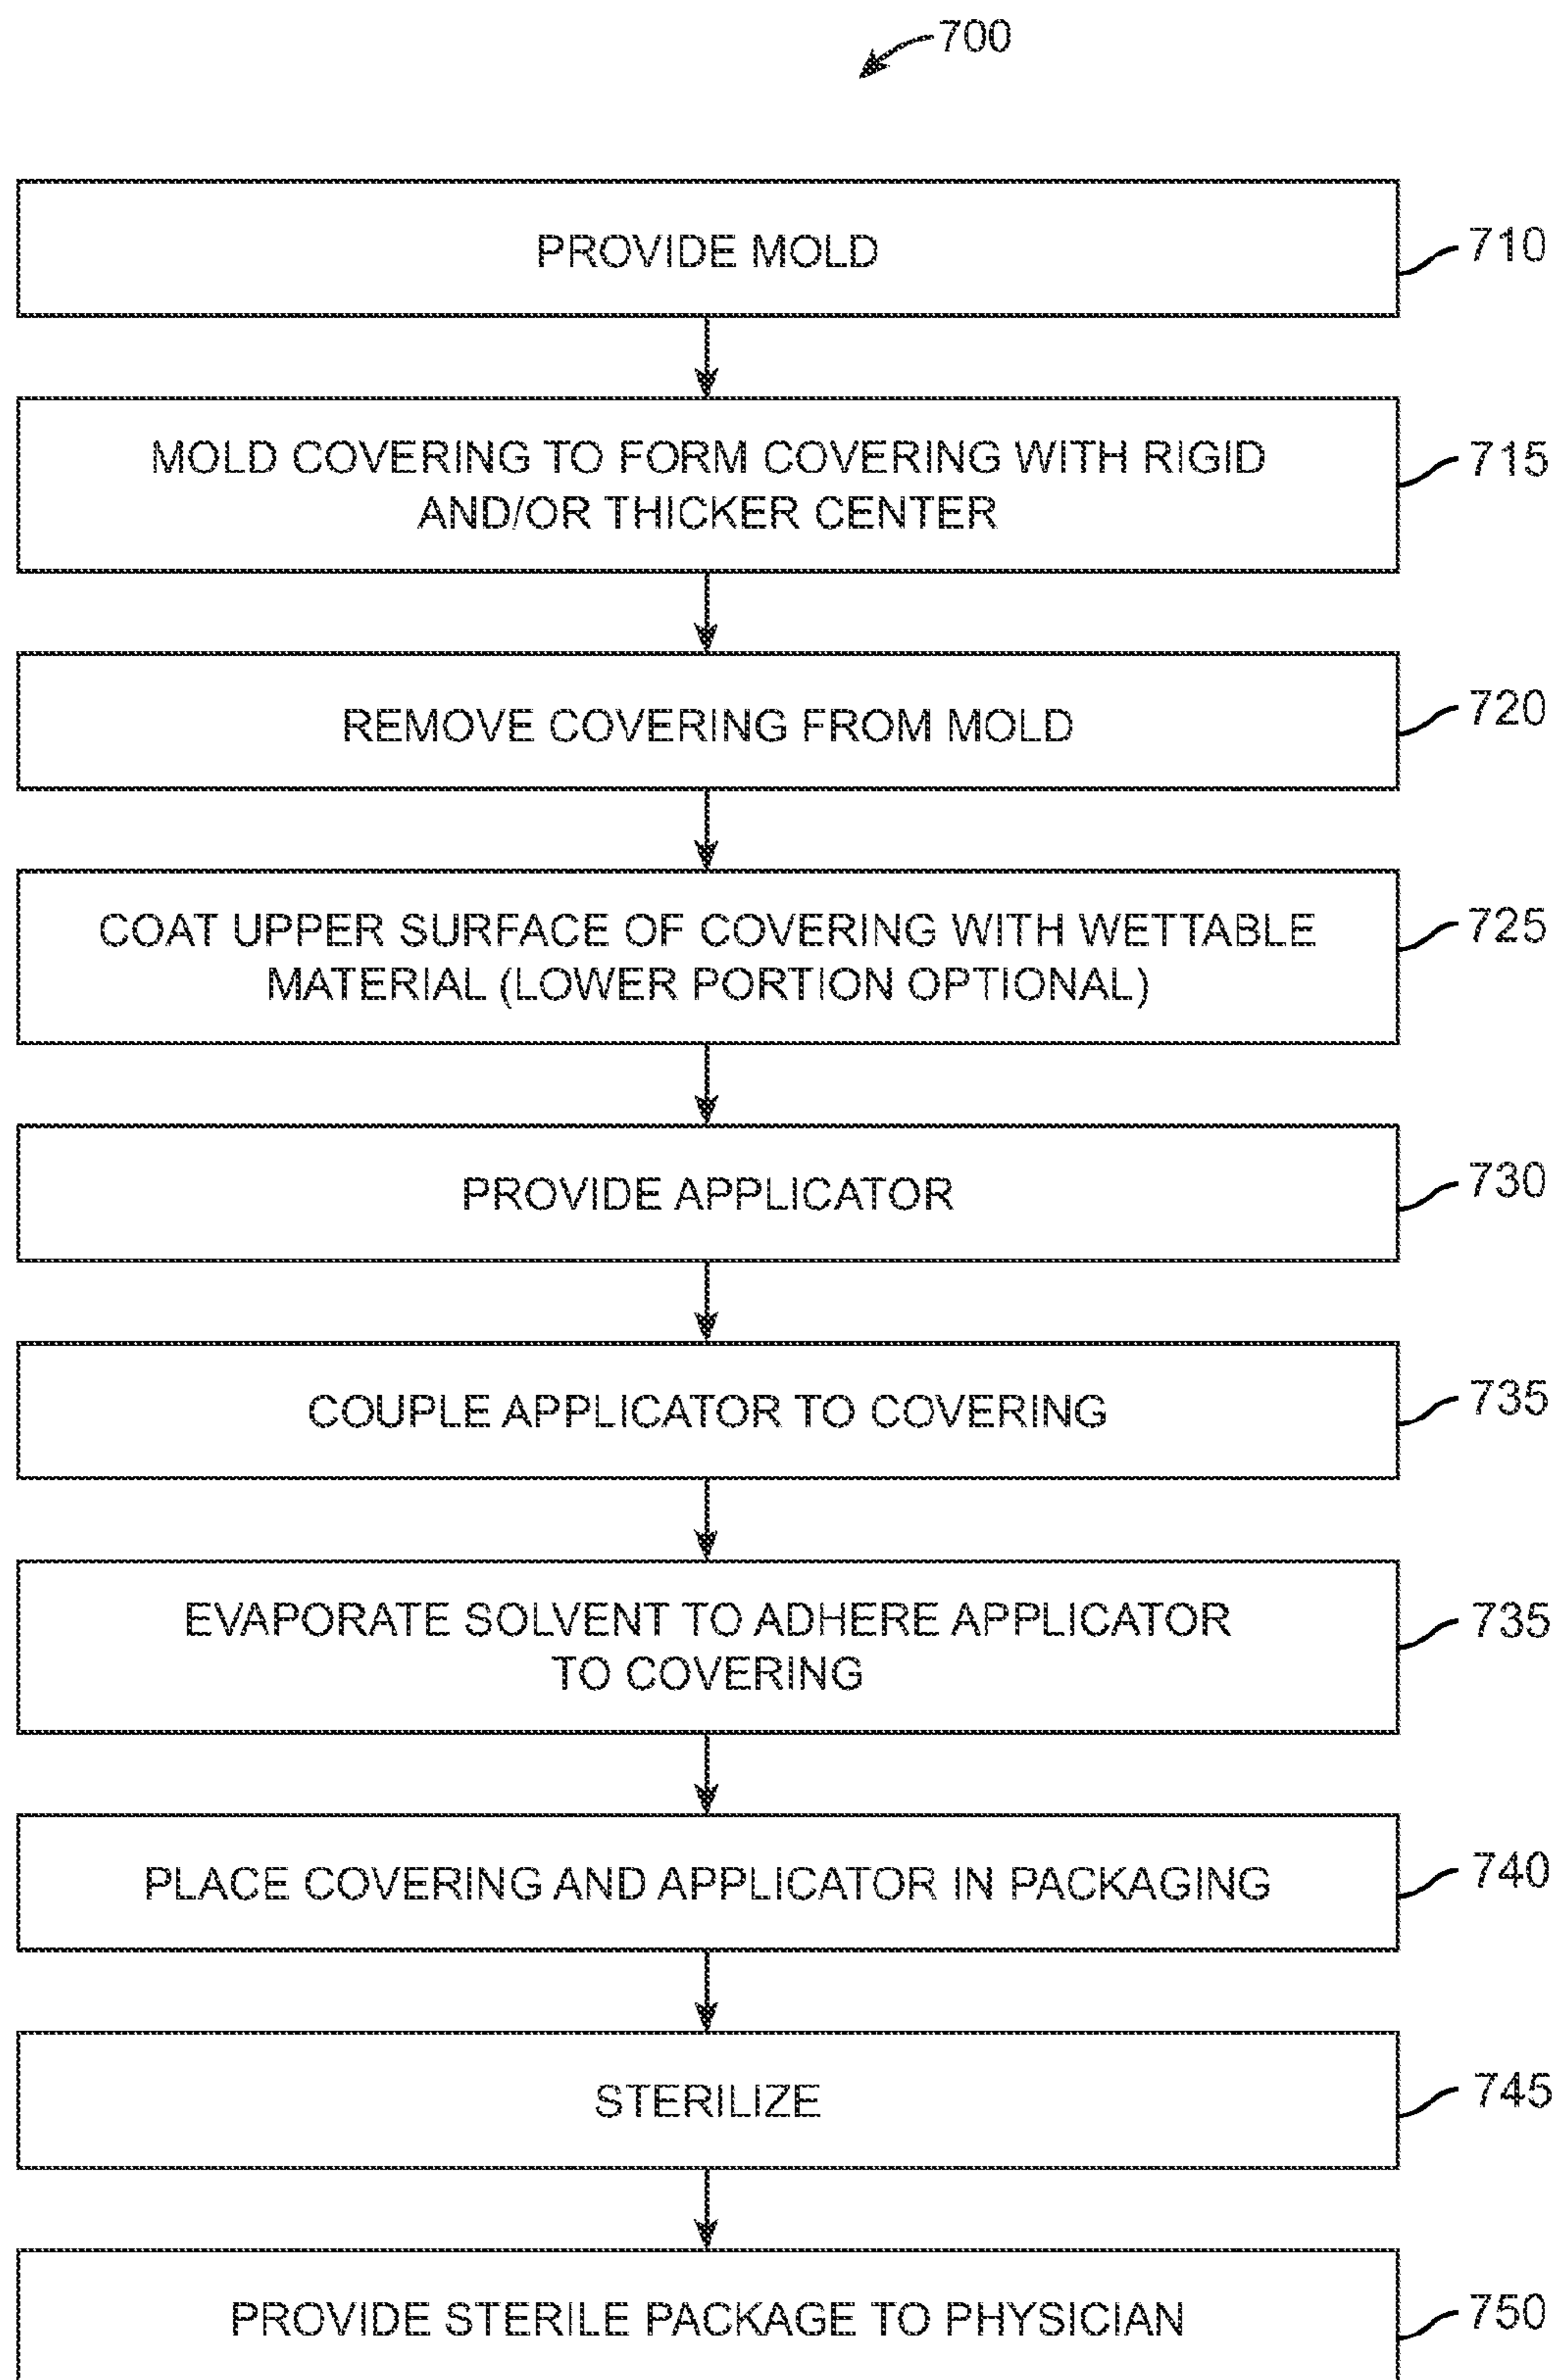 700
PROVIDE MOLD
710
MOLD COVERING TO FORM COVERING WITH RIGID
AND/OR THICKER CENTER
715
REMOVE COVERING FROM MOLD
720
COAT UPPER SURFACE OF COVERING WITH WETTABLE
MATERIAL (LOWER PORTION OPTIONAL)
725
PROVIDE APPLICATOR
730
COUPLE APPLICATOR TO COVERING
735
EVAPORATE SOLVENT TO ADHERE APPLICATOR
TO COVERING
735
PLACE COVERING AND APPLICATOR IN PACKAGING
740
STERILIZE
745
PROVIDE STERILE PACKAGE TO PHYSICIAN
750